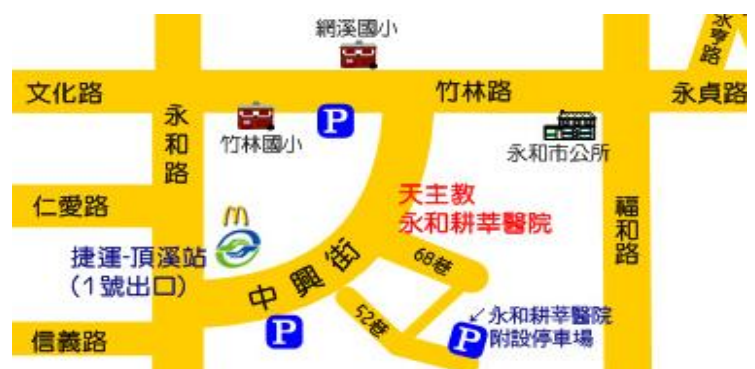 網溪國小
永亨路
文化路
竹林路
永貞路
永和路
P
竹林國小
永和市公所
仁愛路
天主教
永和耕莘醫院
福和路
捷運-頂溪站
(1號出口)
中興街
68巷
52巷
P
↙永和耕莘醫院
附設停車場
P
信義路